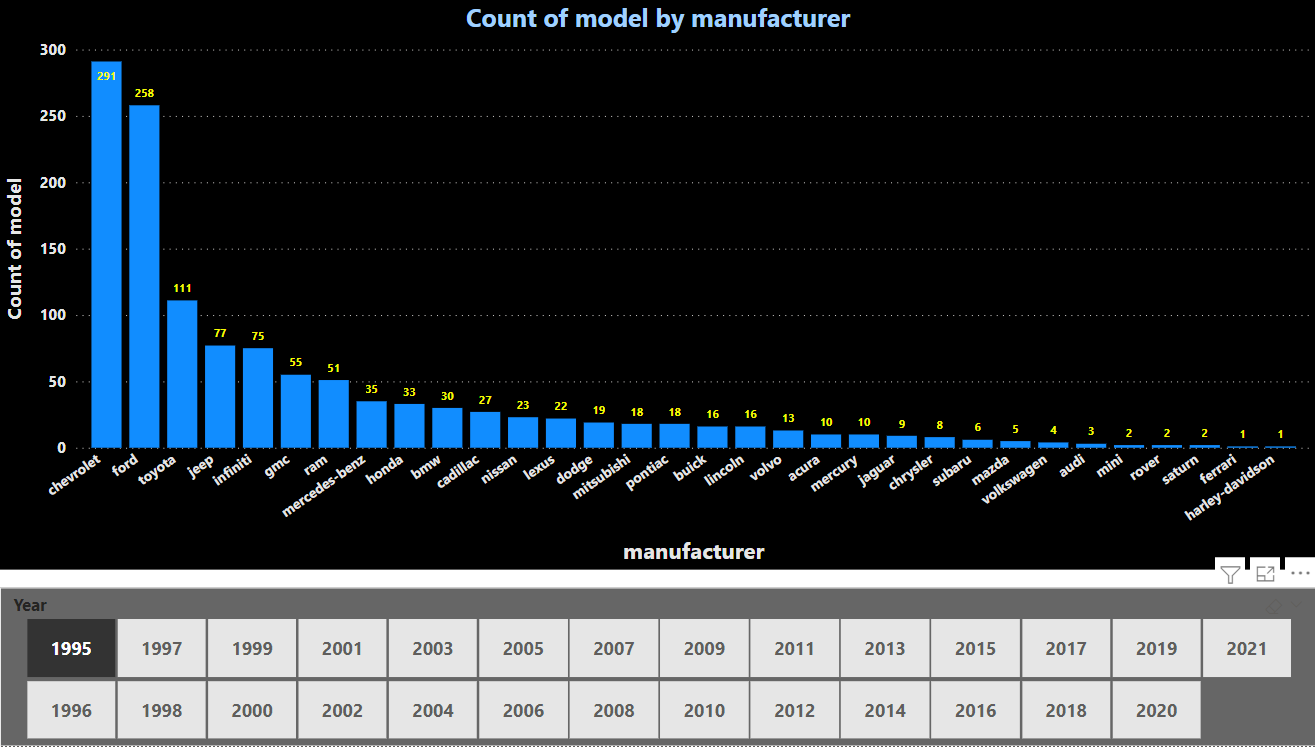 Count of model by manufacturer
300
291
258
250
200
150
111
100
77
75
55
51
50
35
33
30
27
23
22
19
18
18
16
16
13
10
10
9
8
6
5
4
3
2
2
2
1
1
0
Count of model
chevrolet
ford
toyota
jeep
infiniti
gmc
ram
mercedes-benz
honda
bmw
cadillac
nissan
lexus
dodge
mitsubishi
pontiac
buick
lincoln
volvo
acura
mercury
jaguar
chrysler
subaru
mazda
volkswagen
audi
mini
rover
saturn
ferrari
harley-davidson
manufacturer
Year
1995 1997 1999 2001 2003 2005 2007 2009 2011 2013 2015 2017 2019 2021
1996 1998 2000 2002 2004 2006 2008 2010 2012 2014 2016 2018 2020